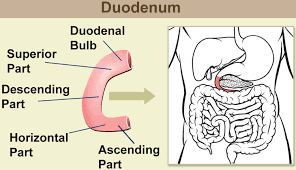 Duodenum
Duodenal
Bulb
Superior
Part
Descending
Part
Horizontal
Part
Ascending
Part